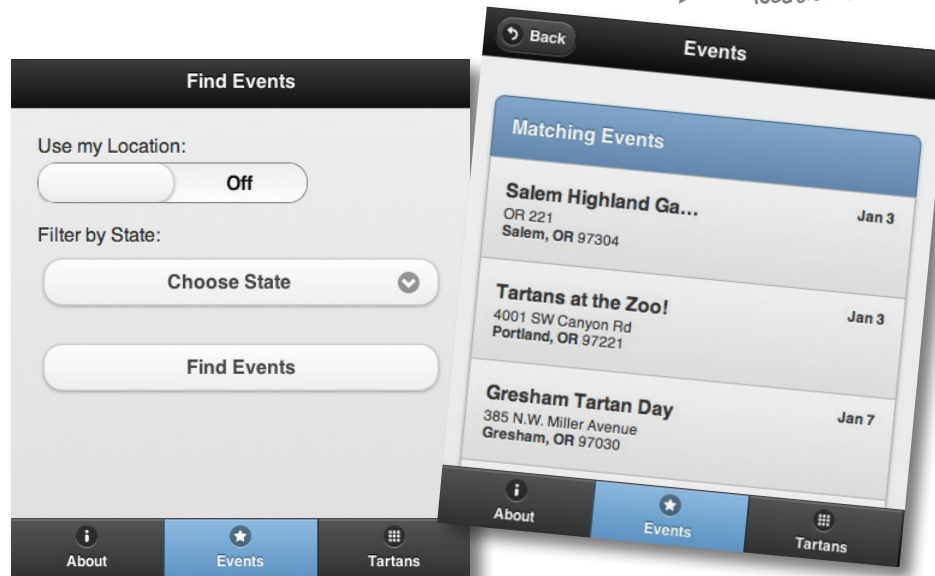 Find Events
Use my Location:
Off
Filter by State:
Choose State
Find Events
About
Events
Tartans
Back
Events
Matching Events
Salem Highland Ga...
Jan 3
OR 221
Salem, OR 97304
Tartans at the Zoo!
Jan 3
4001 SW Canyon Rd
Portland, OR 97221
Gresham Tartan Day
Jan 7
385 N.W. Miller Avenue
Gresham, OR 97030
About
Events
Tartans